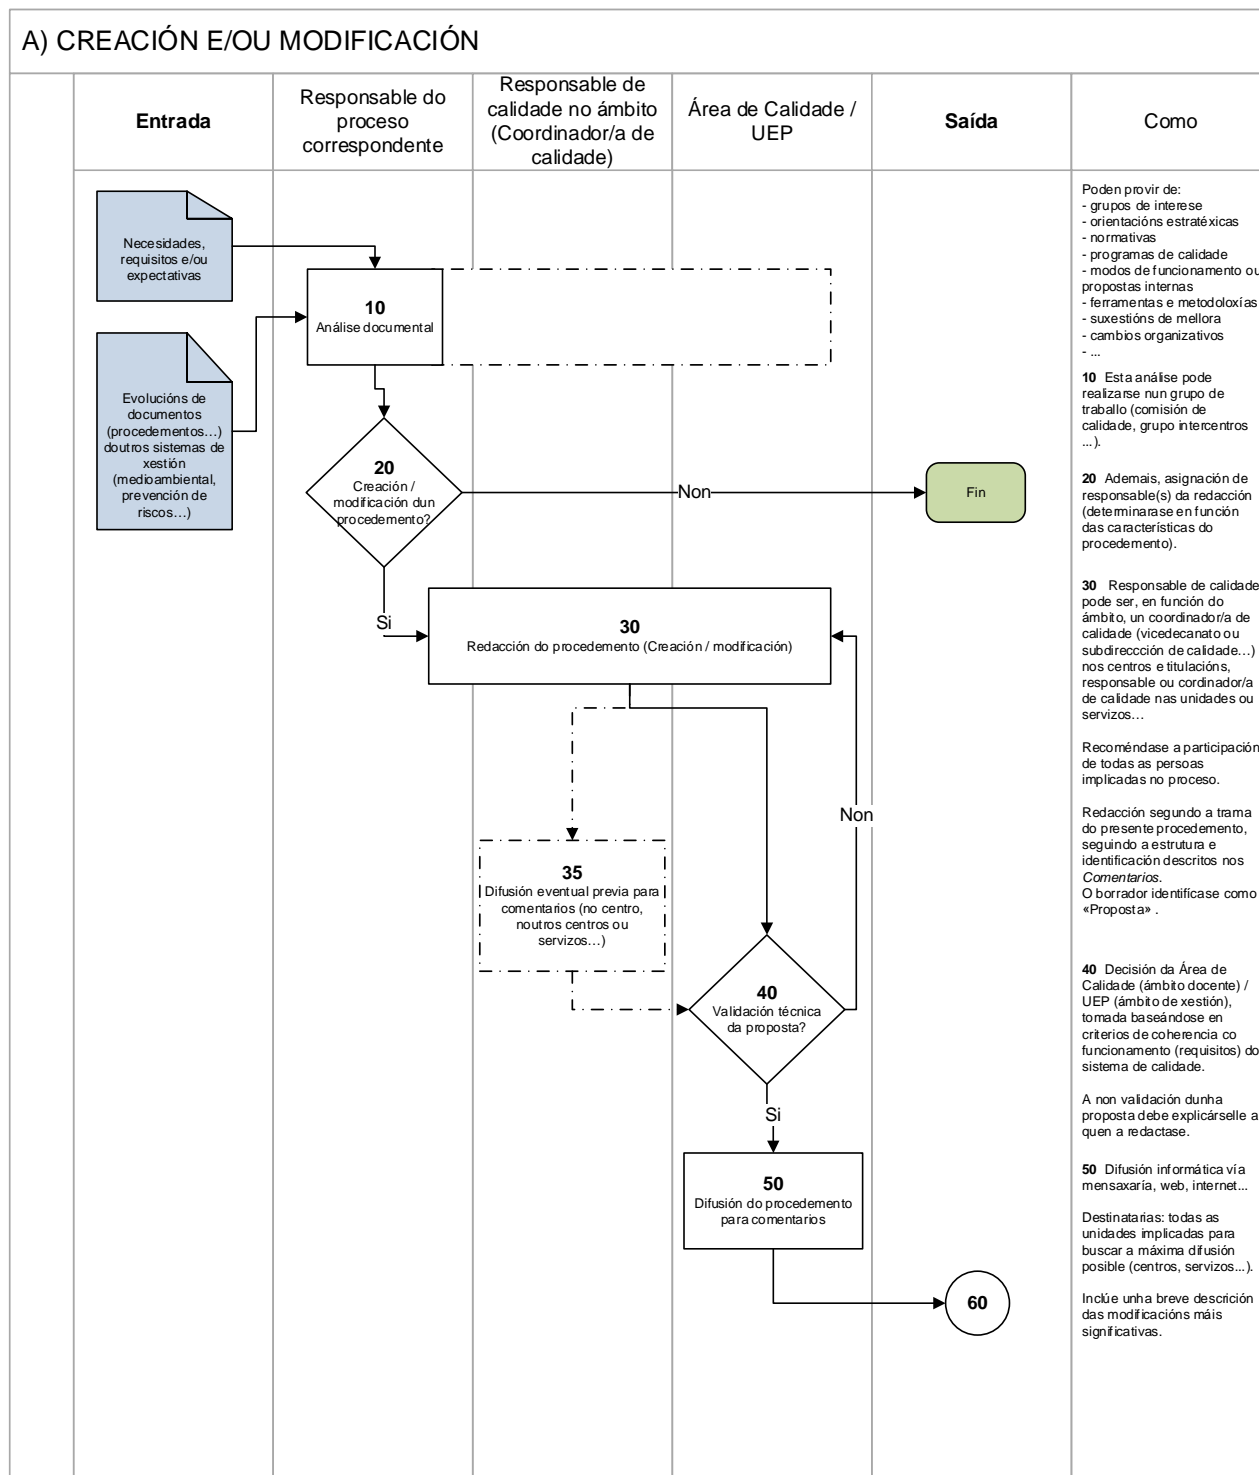 A) CREACIÓN E/OU MODIFICACIÓN
Entrada
Responsable do
proceso
correspondente
Responsable de
calidade no ámbito
(Coordinador/a de
calidade)
Área de Calidade /
UEP
Saída
Como
Necesidades,
requisitos e/ou
expectativas
Evolucións de
documentos
(procedementos…)
doutros sistemas de
xestión
(medioambiental,
prevención de
riscos…)
10
Análise documental
20
Creación /
modificación dun
procedemento?
Non
Fin
Si
30
Redacción do procedemento (Creación / modificación)
35
Difusión eventual previa para
comentarios (no centro,
noutros centros ou
servizos…)
Non
40
Validación técnica
da proposta?
Si
50
Difusión do procedemento
para comentarios
60
Poden provir de:
- grupos de interese
- orientacións estratéxicas
- normativas
- programas de calidade
- modos de funcionamento ou
propostas internas
- ferramentas e metodoloxías
- suxestións de mellora
- cambios organizativos
- ...
10 Esta análise pode
realizarse nun grupo de
traballo (comisión de
calidade, grupo intercentros
...).
20 Ademais, asignación de
responsable(s) da redacción
(determinarase en función
das características do
procedemento).
30 Responsable de calidade
pode ser, en función do
ámbito, un coordinador/a de
calidade (vicedecanato ou
subdireccción de calidade…)
nos centros e titulacións,
responsable ou cordinador/a
de calidade nas unidades ou
servizos…
Recoméndase a participación
de todas as persoas
implicadas no proceso.
Redacción segundo a trama
do presente procedemento,
seguindo a estrutura e
identificación descritos nos
Comentarios.
O borrador identifícase como
«Proposta» .
40 Decisión da Área de
Calidade (ámbito docente) /
UEP (ámbito de xestión),
tomada baseándose en
criterios de coherencia co
funcionamento (requisitos) do
sistema de calidade.
A non validación dunha
proposta debe explicárselle a
quen a redactase.
50 Difusión informática vía
mensaxaría, web, internet...
Destinatarias: todas as
unidades implicadas para
buscar a máxima difusión
posible (centros, servizos...).
Inclúe unha breve descrición
das modificacións máis
significativas.